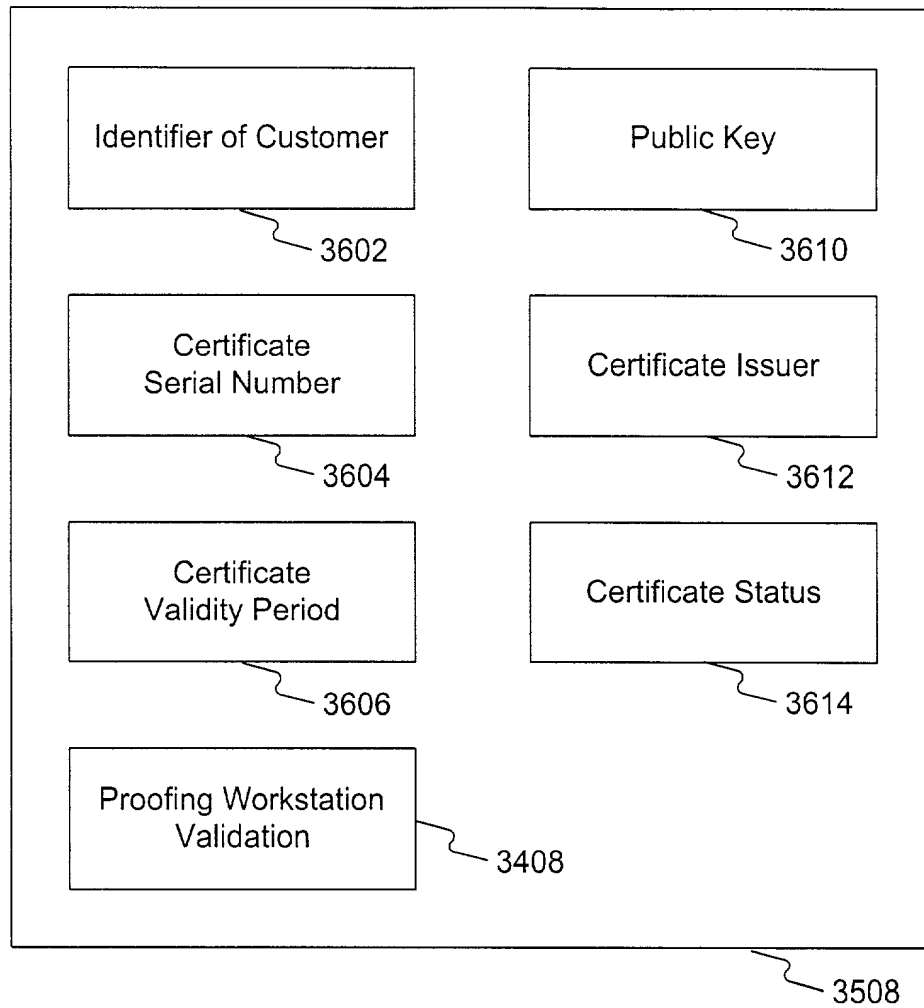 Identifier of Customer
3602
Public Key
3610
Certificate
Serial Number
3604
Certificate Issuer
3612
Certificate
Validity Period
3606
Certificate Status
3614
Proofing Workstation
Validation
3408
3508